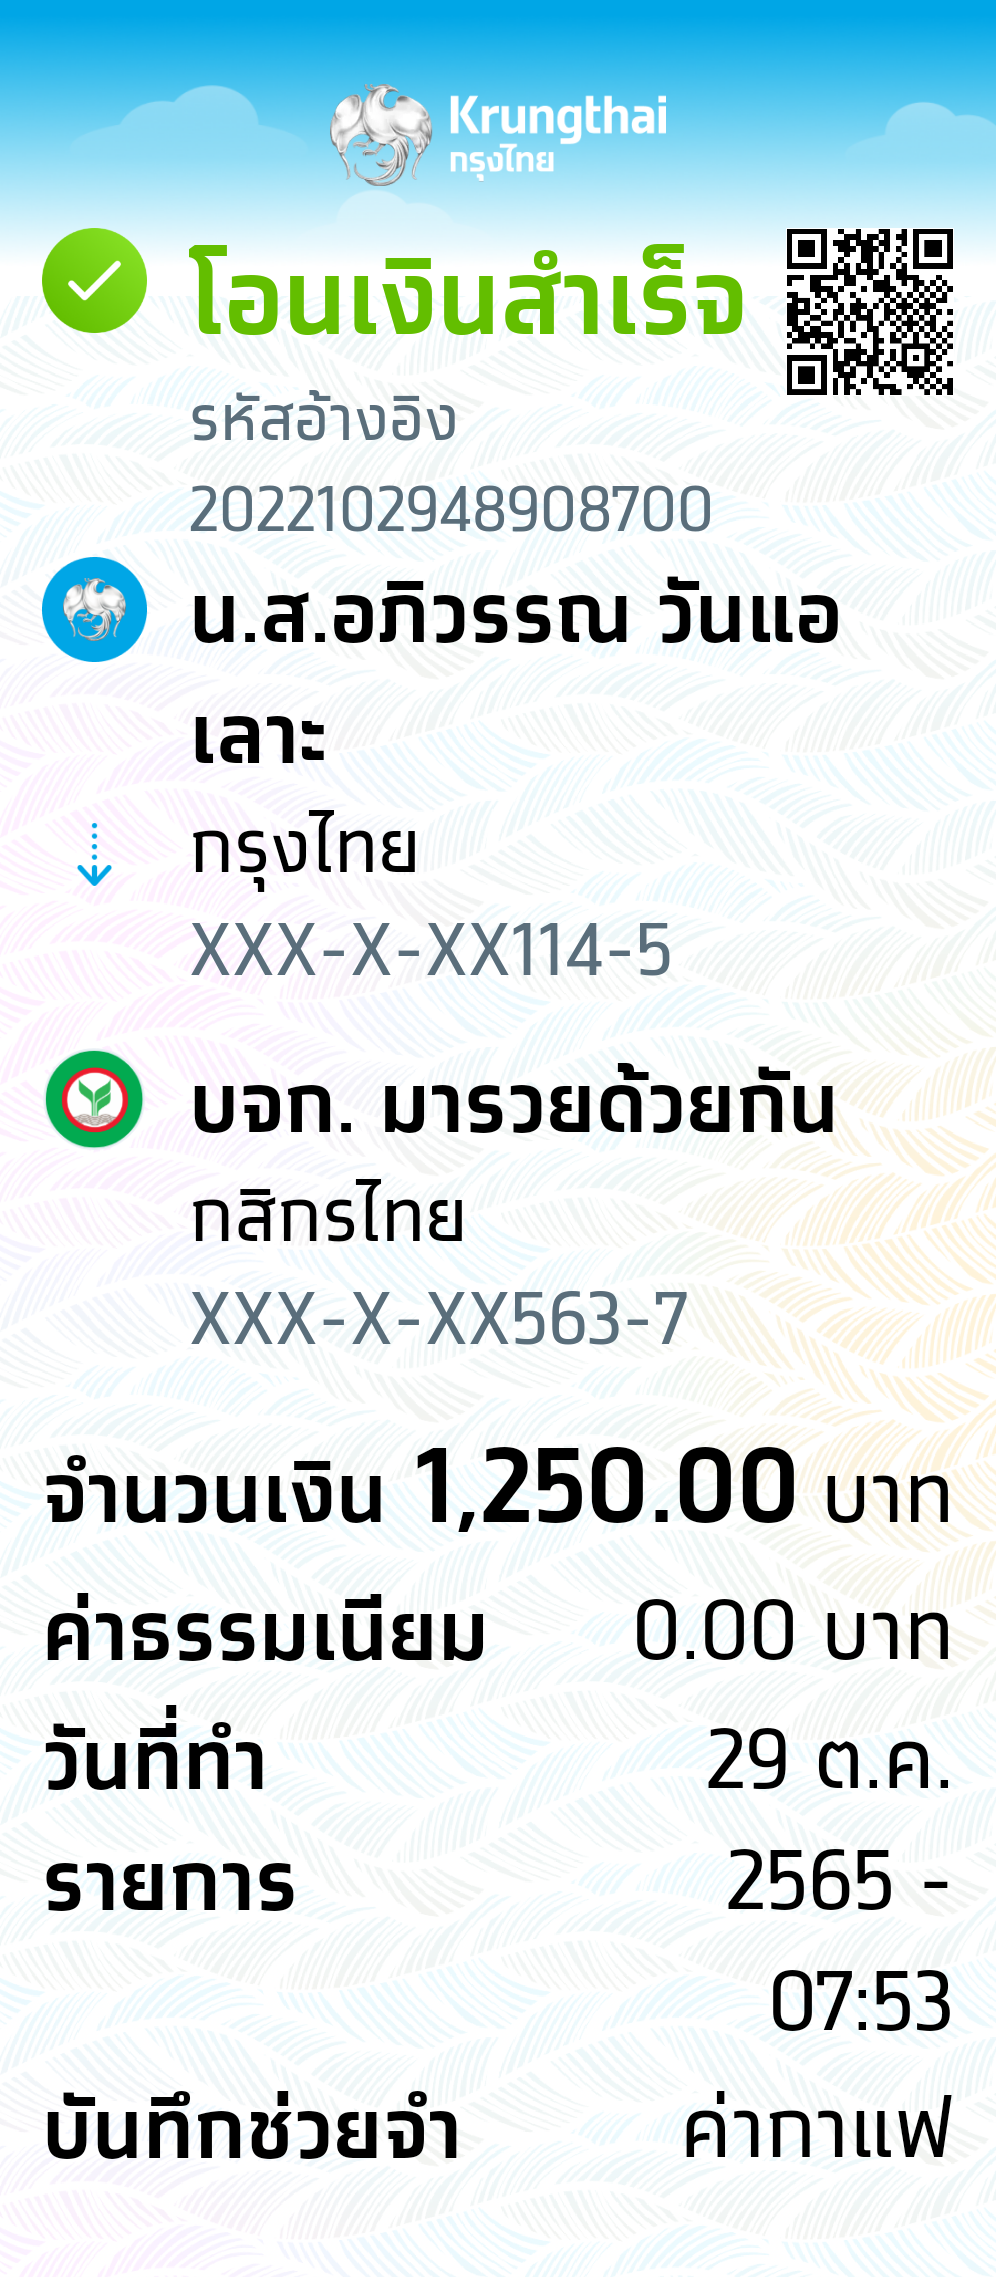 Krungthai
กรุงไทย
โอนเงินสำเร็จ
รหัสอ้างอิง
2022102948908700
น.ส.อภิวรรณ วันแอ
เลาะ
กรุงไทย
XXX-X-XX114-5
บจก. มารวยด้วยกัน
กสิกรไทย
XXX-X-XX563-7
จำนวนเงิน 1,250.00 บาท
ค่าธรรมเนียม 0.00 บาท
วันที่ทำ 29 ต.ค.
รายการ 2565 -
07:53
บันทึกช่วยจำ ค่ากาแฟ